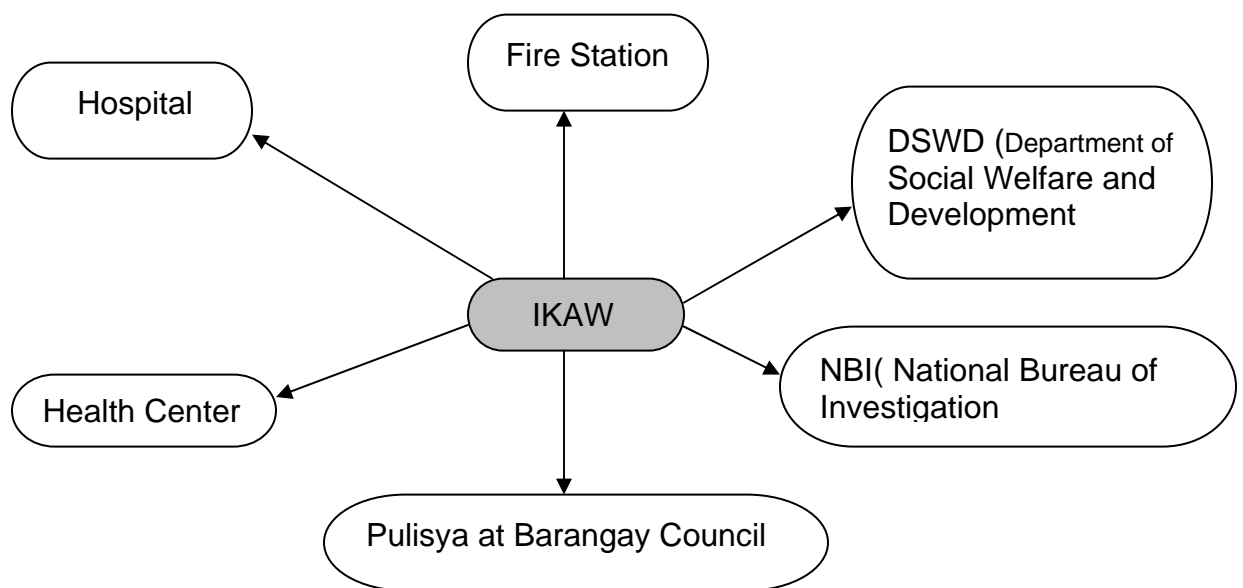 Fire Station
Hospital
DSWD (Department of
Social Welfare and
Development
IKAW
NBI( National Bureau of
Investigation
Health Center
Pulisya at Barangay Council